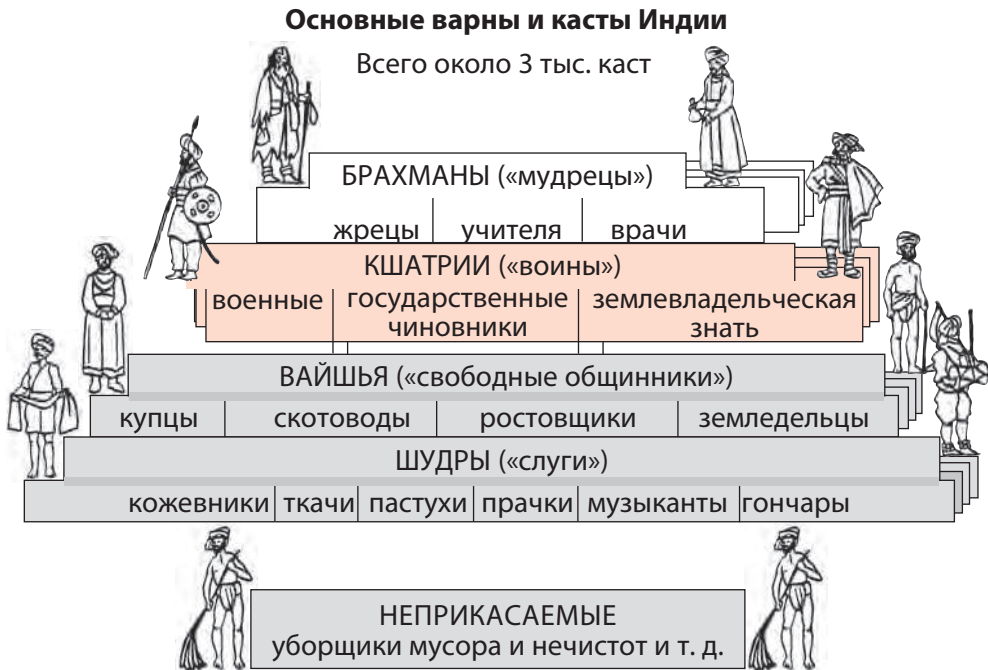 Основные варны и касты Индии
Всего около 3 тыс. каст
БРАХМАНЫ («мудрецы»)
жрецы учителя врачи
КШАТРИИ («воины»)
военные государственные чиновники землевладельческая знать
ВАЙШЬЯ («свободные общинники»)
купцы скотоводы ростовщики земледельцы
ШУДРЫ («слуги»)
кожевники ткачи пастухи прачки музыканты гончары
НЕПРИКАСАЕМЫЕ
уборщики мусора и нечистот и т. д.